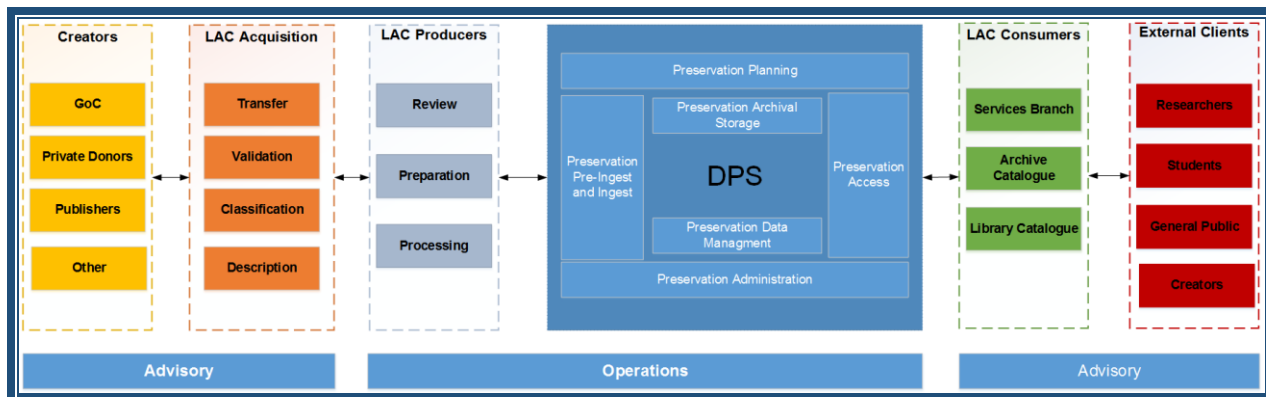 Creators
GoC
Private Donors
Publishers
Other
LAC Acquisition
Transfer
Validation
Classification
Description
LAC Producers
Review
Preparation
Processing
Preservation Planning
Preservation Archival
Storage
Preservation
Pre-Ingest
and Ingest
DPS
Preservation
Access
Preservation Data
Managment
Preservation Administration
LAC Consumers
Services Branch
Archive
Catalogue
Library Catalogue
External Clients
Researchers
Students
General Public
Creators
Advisory
Operations
Advisory